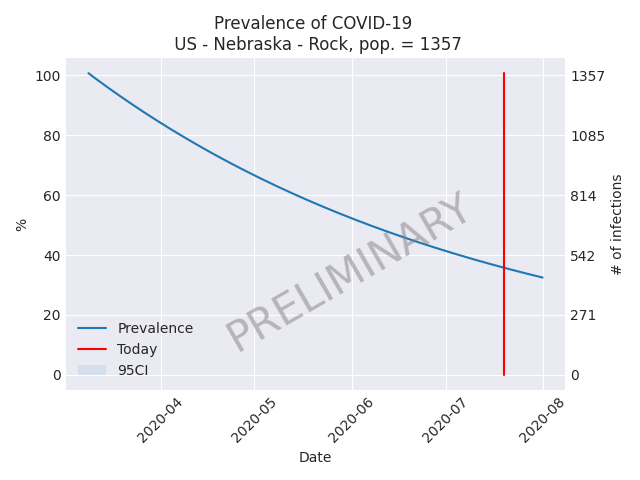 Prevalence of COVID-19
US - Nebraska - Rock, pop. = 1357
100
80
60
40
20
0
%
1357
1085
814
542
271
0
# of infections
PRELIMINARY
Prevalence
Today
95CI
2020-04
2020-05
2020-06
2020-07
2020-08
Date